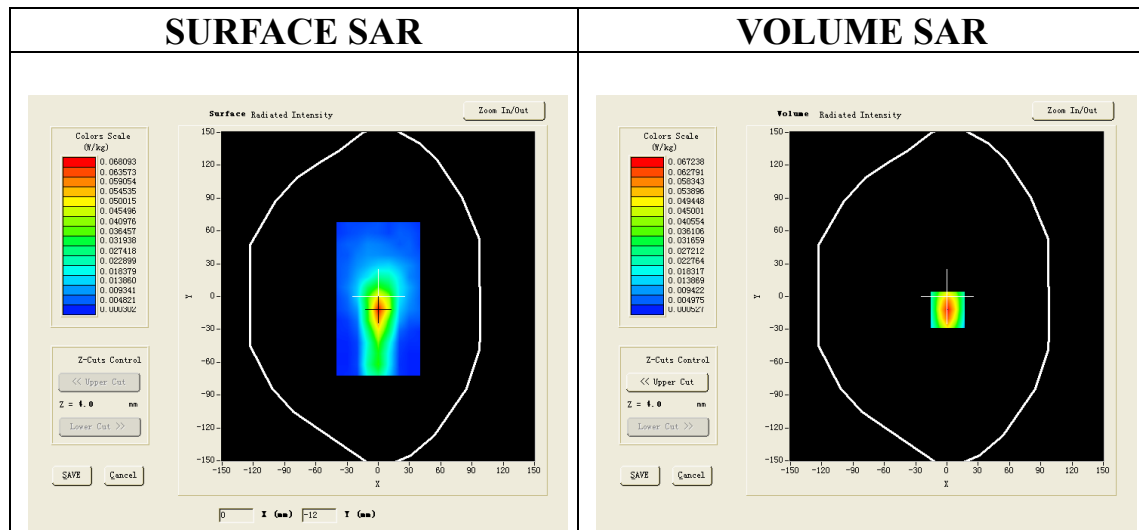 SURFACE SAR
VOLUME SAR
Surface Radiated Intensity
Zoom In/Out
Colors Scale
(W/kg)
0.068093
0.063573
0.059054
0.054535
0.050015
0.045496
0.040976
0.036457
0.031938
0.027418
0.022899
0.018379
0.013860
0.009341
0.004821
0.000302
Z-Cuts Control
<< Upper Cut
Z = 4.0 mm
Lower Cut >>
SAVE Cancel
150
120
90
60
30
0
-30
-60
-90
-120
-150
Y
-150 -120 -90 -60 -30 0 30 60 90 120 150
X
0 X (mm) -12 Y (mm)
Volume Radiated Intensity
Zoom In/Out
Colors Scale
(W/kg)
0.067238
0.062791
0.058343
0.053896
0.049448
0.045001
0.040554
0.036106
0.031659
0.027212
0.022764
0.018317
0.013869
0.009422
0.004975
0.000527
Z-Cuts Control
<< Upper Cut
Z = 4.0 mm
Lower Cut >>
SAVE Cancel
150
120
90
60
30
0
-30
-60
-90
-120
-150
Y
-150 -120 -90 -60 -30 0 30 60 90 120 150
X